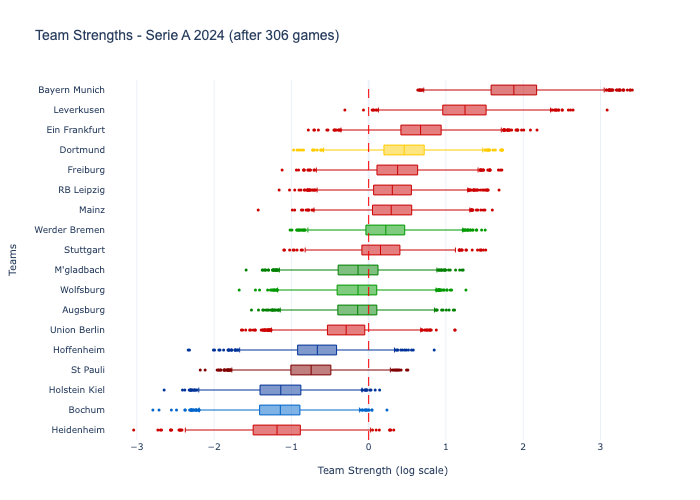 Team Strengths - Serie A 2024 (after 306 games)
Bayern Munich
Leverkusen
Ein Frankfurt
Dortmund
Freiburg
RB Leipzig
Mainz
Werder Bremen
Stuttgart
M'gladbach
Wolfsburg
Augsburg
Union Berlin
Hoffenheim
St Pauli
Holstein Kiel
Bochum
Heidenheim
Teams
−3 −2 −1 0 1 2 3
Team Strength (log scale)